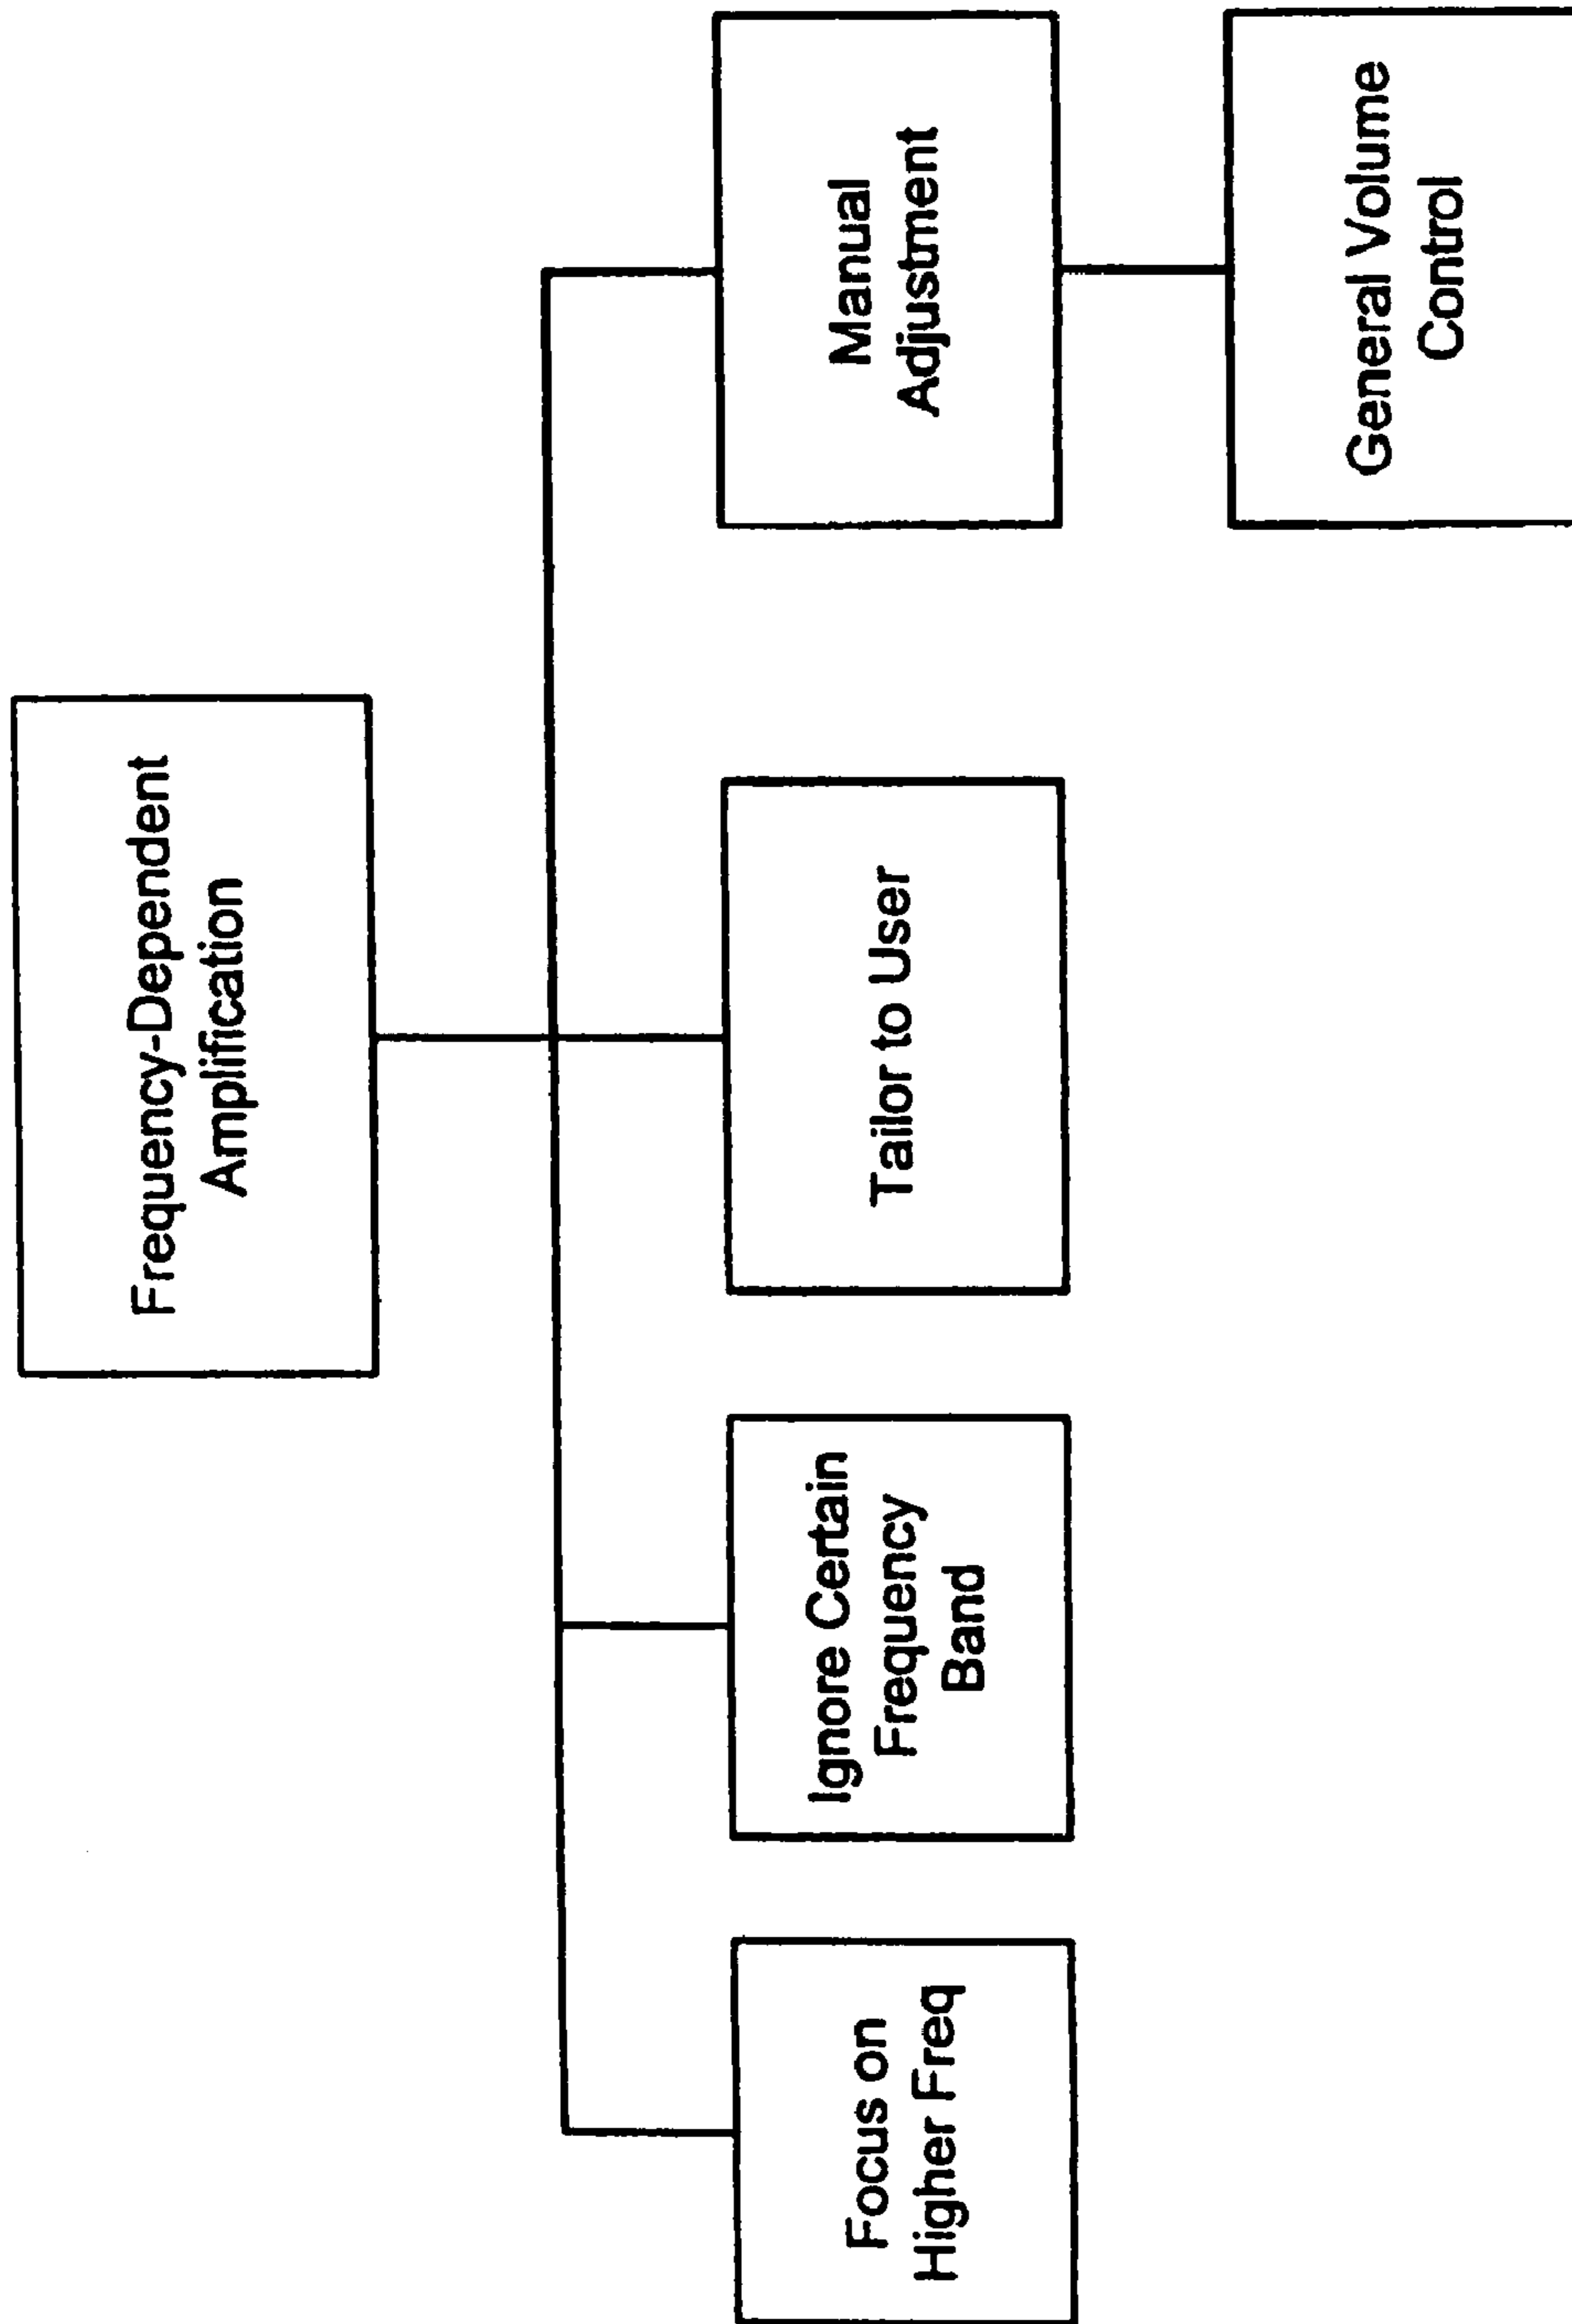 Frequency-Dependent
Amplification
Focus on
Higher Freq
Ignore Certain
Frequency
Band
Tailor to User
Manual
Adjustment
General Volume
Control